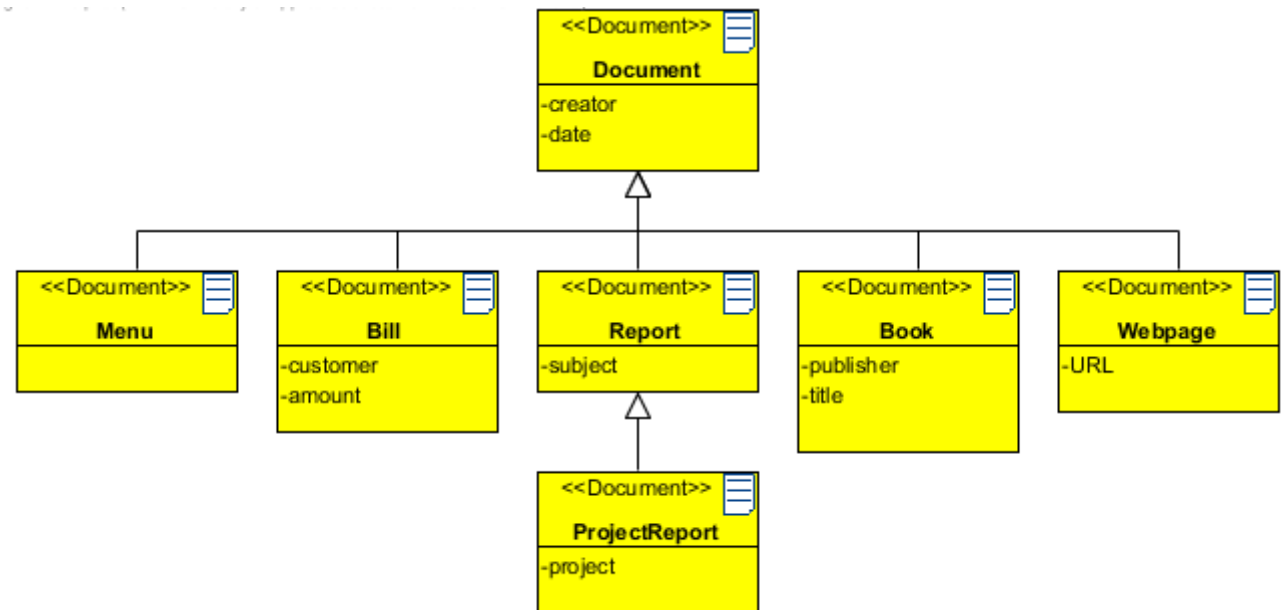 <<Document>>
Document
-creator
-date
<<Document>>
Menu
<<Document>>
Bill
-customer
-amount
<<Document>>
Report
-subject
<<Document>>
Book
-publisher
-title
<<Document>>
Webpage
-URL
<<Document>>
ProjectReport
-project